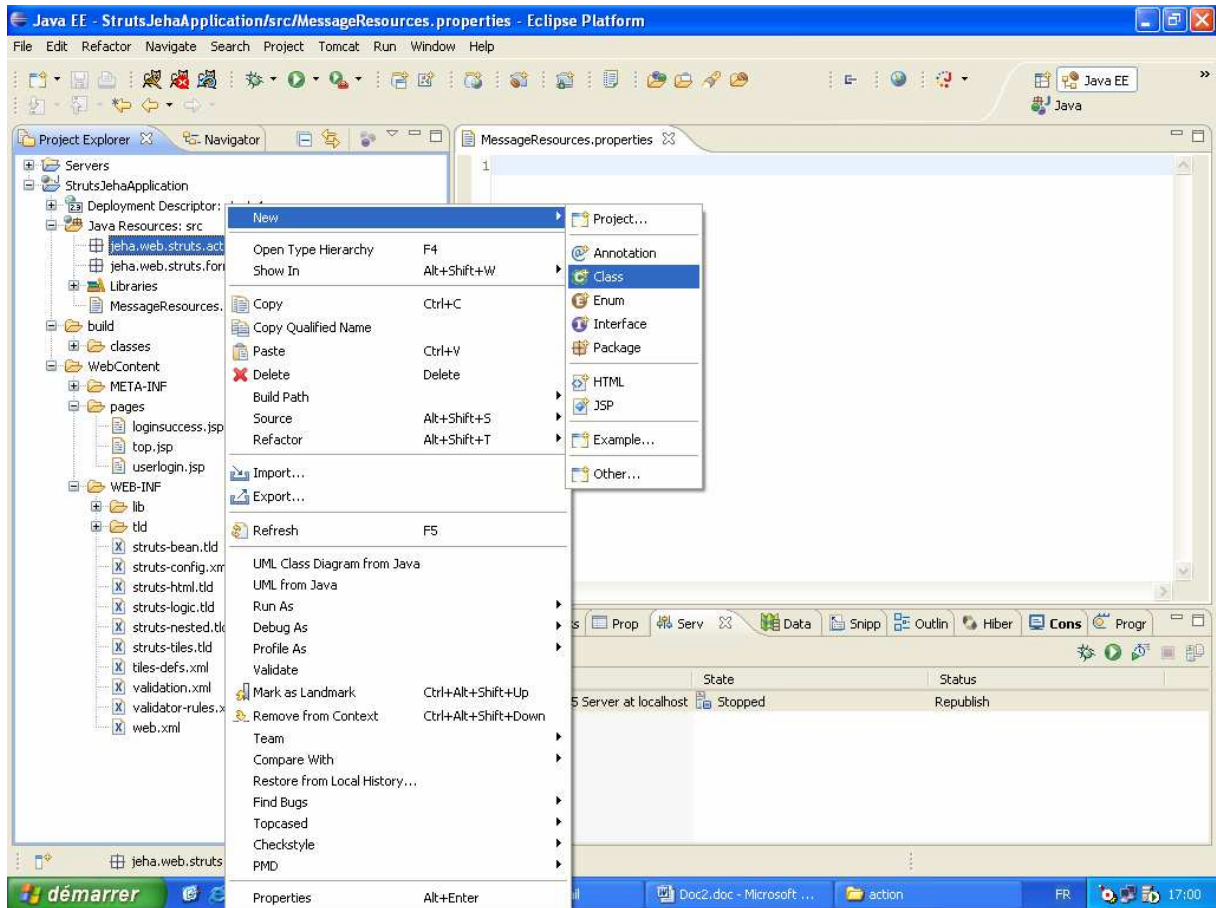 Java EE - StrutsJehaApplication/src/MessageResources.properties - Eclipse Platform
File Edit Refactor Navigate Search Project Tomcat Run Window Help
Java EE
Java
Project Explorer
Navigator
MessageResources.properties
1
Servers
StrutsJehaApplication
Deployment Descriptor:
Java Resources: src
jeha.web.struts.act
jeha.web.struts.for
Libraries
MessageResources.
build
classes
WebContent
META-INF
pages
loginsuccess.jsp
top.jsp
userlogin.jsp
WEB-INF
lib
tld
struts-bean.tld
struts-config.xm
struts-html.tld
struts-logic.tld
struts-nested.tld
struts-tiles.tld
tiles-defs.xml
validation.xml
validator-rules.x
web.xml
New
Open Type Hierarchy F4
Show In Alt+Shift+W
Copy Ctrl+C
Copy Qualified Name
Paste Ctrl+V
Delete Delete
Build Path
Source Alt+Shift+S
Refactor Alt+Shift+T
Import...
Export...
Refresh F5
UML Class Diagram from Java
UML from Java
Run As
Debug As
Profile As
Validate
Mark as Landmark Ctrl+Alt+Shift+Up
Remove from Context Ctrl+Alt+Shift+Down
Team
Compare With
Restore from Local History...
Find Bugs
Topcased
Checkstyle
PMD
Properties Alt+Enter
Project...
Annotation
Class
Enum
Interface
Package
HTML
JSP
Example...
Other...
s Prop Serv Data Snipp Outlin Hiber Cons Progr
State Status
5 Server at localhost Stopped Republish
jeha.web.struts
démarrer
il
Doc2.doc - Microsoft ...
action
FR
17:00